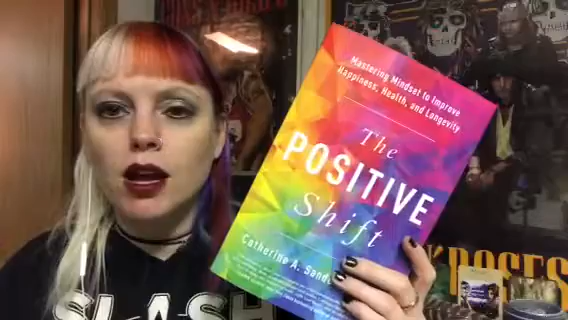 Mastering Mindset to Improve
Happiness, Health, and Longevity
The
POSITIVE
Shift
Catherine A. Sand
SLASH
ROSES